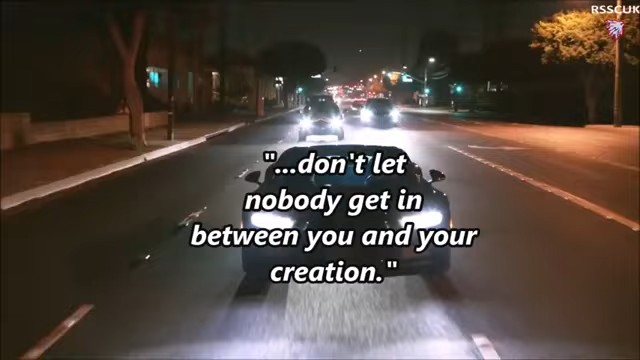 RSSCUK
"...don't let
nobody get in
between you and your
creation."